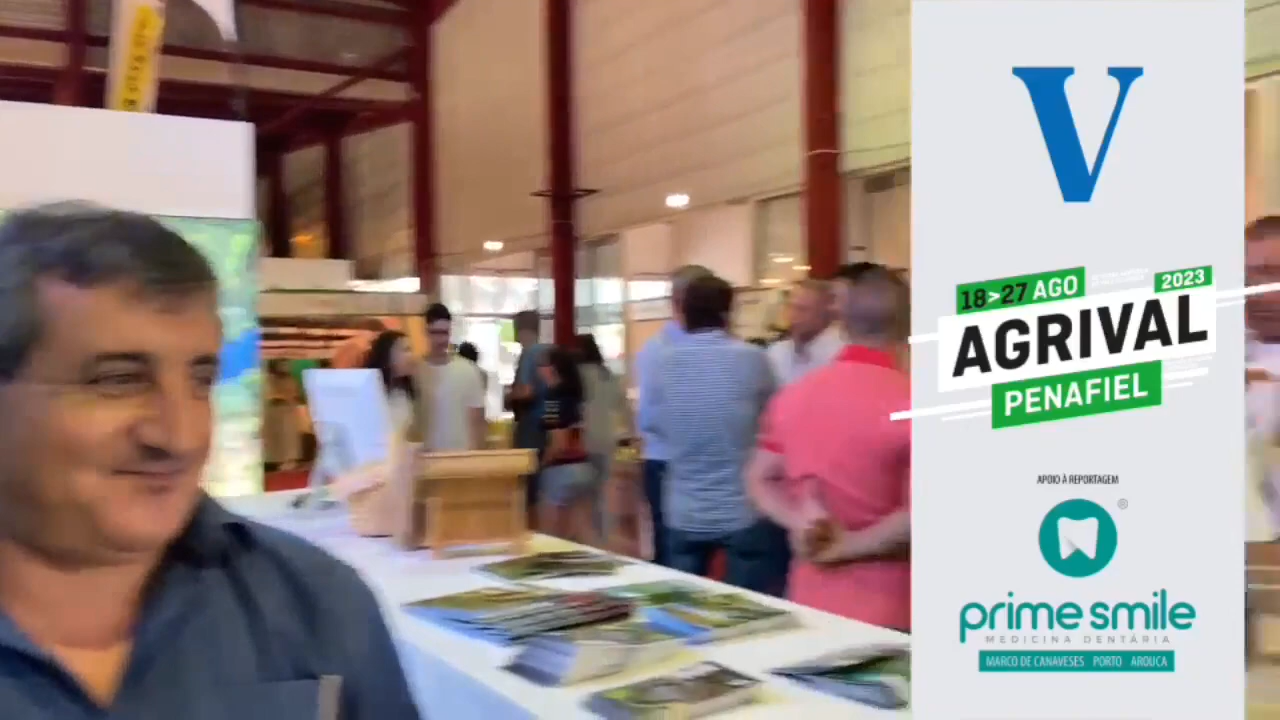 V
18>27 AGO
2023
AGRIVAL
PENAFIEL
APOIO À REPORTAGEM
prime smile
MEDICINA DENTÁRIA
MARCO DE CANAVESES PORTO AROUCA